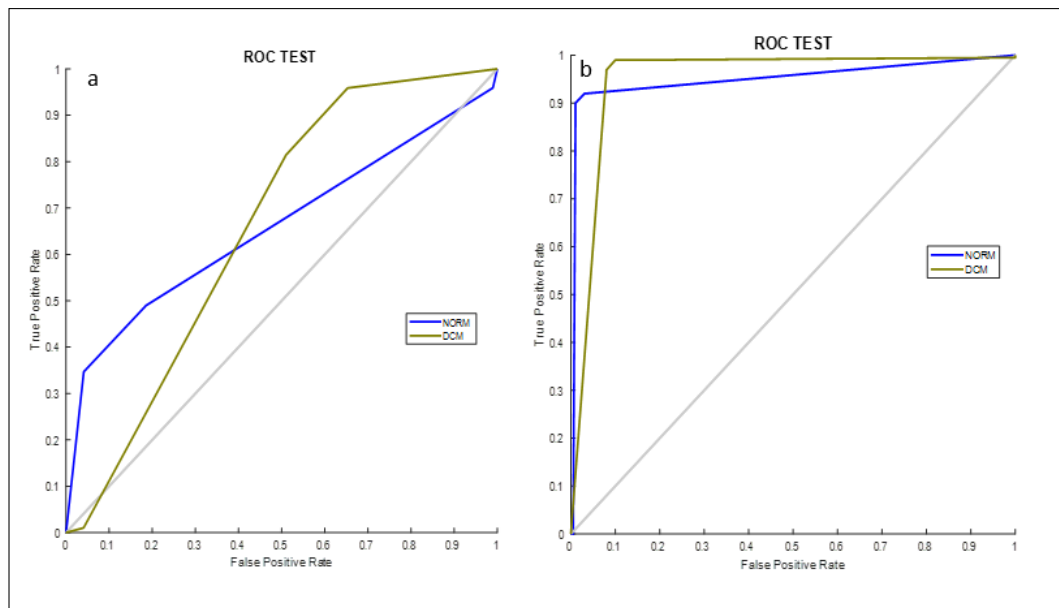 ROC TEST
a
1
0.9
0.8
0.7
0.6
0.5
0.4
0.3
0.2
0.1
0
True Positive Rate
NORM
DCM
0 0.1 0.2 0.3 0.4 0.5 0.6 0.7 0.8 0.9 1
False Positive Rate
ROC TEST
b
1
0.9
0.8
0.7
0.6
0.5
0.4
0.3
0.2
0.1
0
True Positive Rate
NORM
DCM
0 0.1 0.2 0.3 0.4 0.5 0.6 0.7 0.8 0.9 1
False Positive Rate